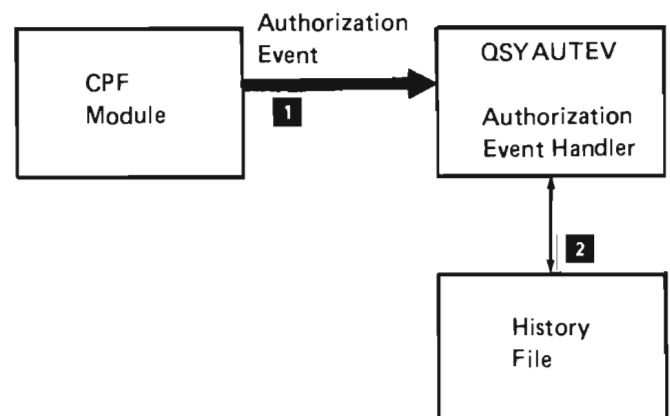 Authorization
Event
CPF
Module
1
QSYAUTEV
Authorization
Event Handler
2
History
File